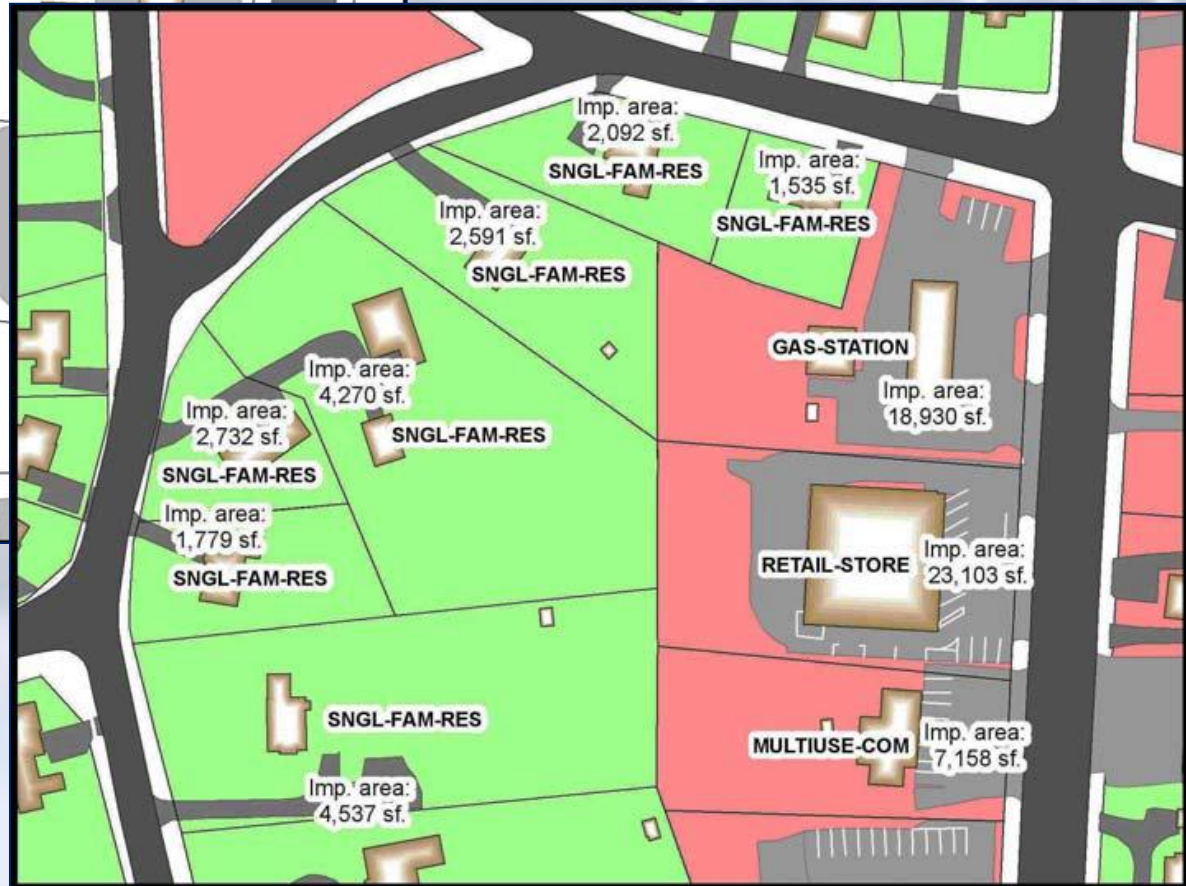 Imp. area:
2,092 sf.
SNGL-FAM-RES
Imp. area:
1,535 sf.
SNGL-FAM-RES
Imp. area:
2,591 sf.
SNGL-FAM-RES
GAS-STATION
Imp. area:
18,930 sf.
Imp. area:
4,270 sf.
SNGL-FAM-RES
Imp. area:
2,732 sf.
SNGL-FAM-RES
Imp. area:
1,779 sf.
SNGL-FAM-RES
RETAIL-STORE
Imp. area:
23,103 sf.
SNGL-FAM-RES
Imp. area:
4,537 sf.
MULTIUSE-COM
Imp. area:
7,158 sf.